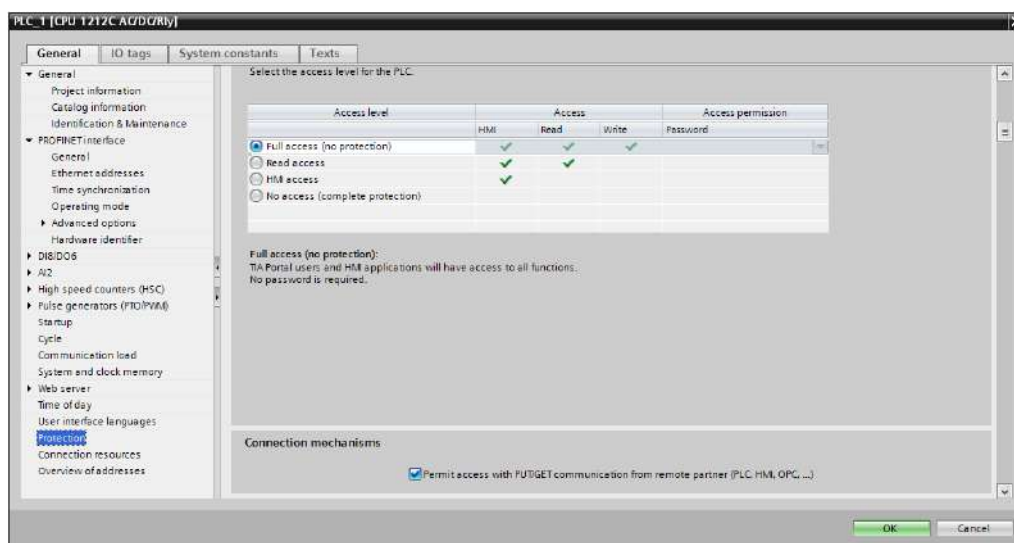 PLC_1 [CPU 1212C AC/DC/Rly]
General
IO tags
System constants
Texts
General
Project information
Catalog information
Identification & Maintenance
PROFINET interface
General
Ethernet addresses
Time synchronization
Operating mode
Advanced options
Hardware identifier
DI8/DO6
AI2
High speed counters (HSC)
Pulse generators (PTO/PWM)
Startup
Cycle
Communication load
System and clock memory
Web server
Time of day
User interface languages
Protection
Connection resources
Overview of addresses
Select the access level for the PLC.
Access level Access Access permission
HMI Read Write Password
Full access (no protection)
Read access
HMI access
No access (complete protection)
Full access (no protection):
TIA Portal users and HMI applications will have access to all functions.
No password is required.
Connection mechanisms
Permit access with PUT/GET communication from remote partner (PLC, HMI, OPC, ...)
OK Cancel